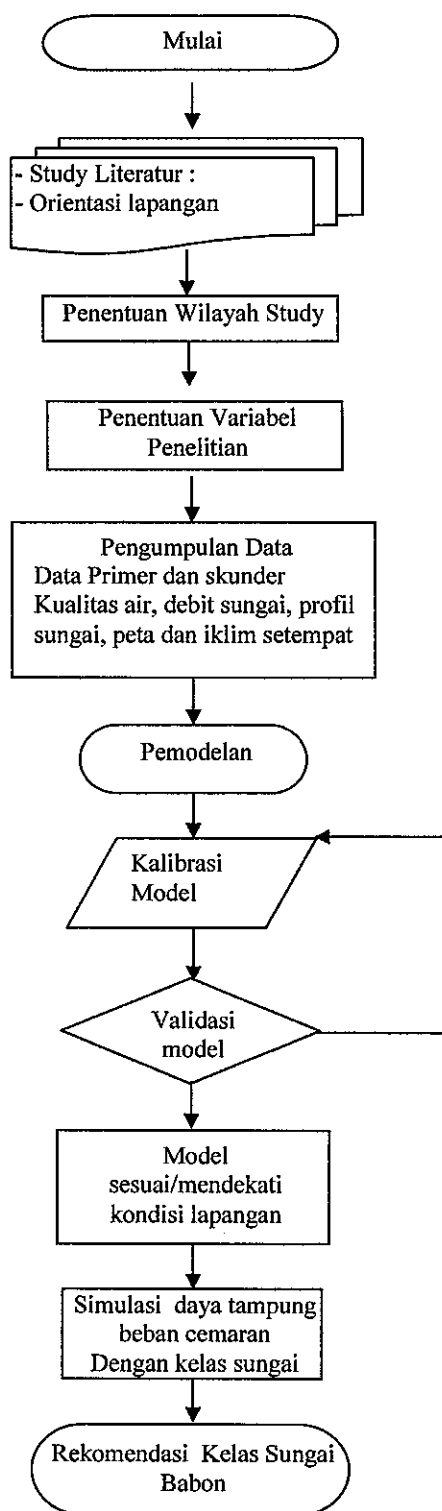 Mulai
- Study Literatur :
- Orientasi lapangan
Penentuan Wilayah Study
Penentuan Variabel
Penelitian
Pengumpulan Data
Data Primer dan skunder
Kualitas air, debit sungai, profil
sungai, peta dan iklim setempat
Pemodelan
Kalibrasi
Model
Validasi
model
Model
sesuai/mendekati
kondisi lapangan
Simulasi daya tampung
beban cemaran
Dengan kelas sungai
Rekomendasi Kelas Sungai
Babon